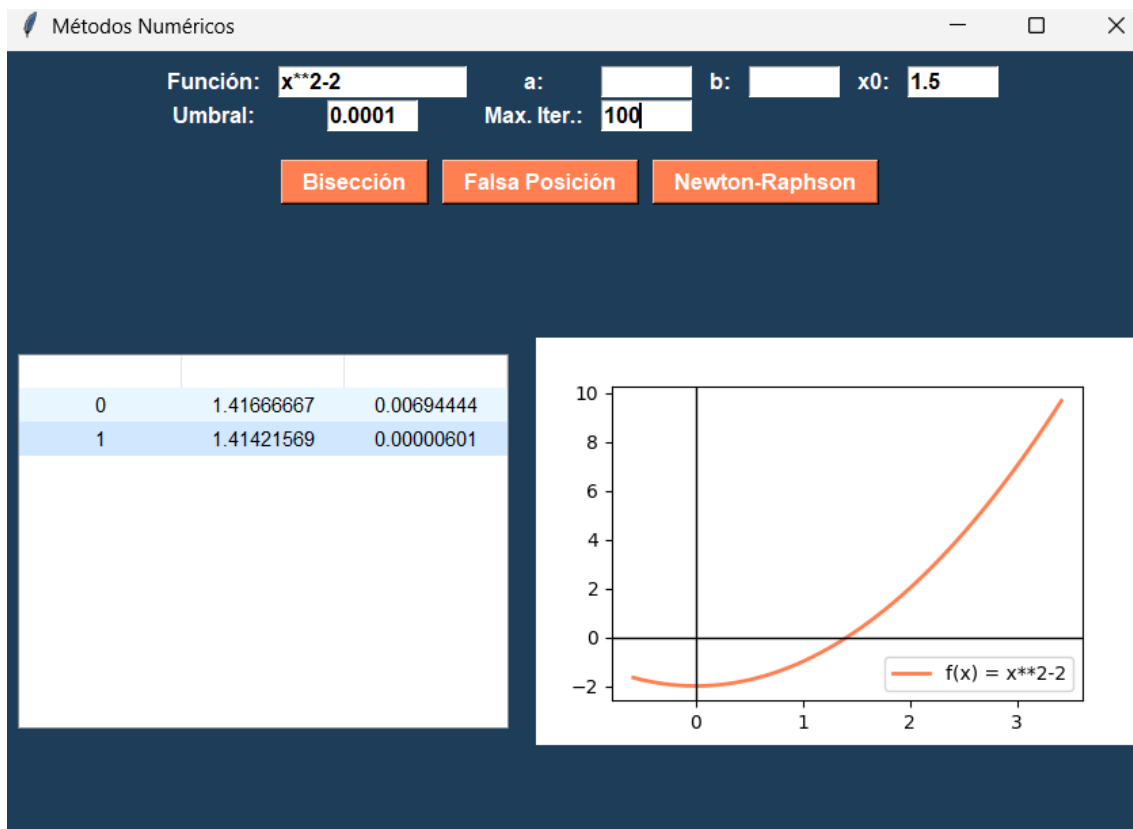 Métodos Numéricos
Función: x**2-2 a: b: x0: 1.5
Umbral: 0.0001 Max. Iter.: 100
Bisección Falsa Posición Newton-Raphson
0 1.41666667 0.00694444
1 1.41421569 0.00000601
10
8
6
4
2
0
−2
f(x) = x**2-2
0 1 2 3